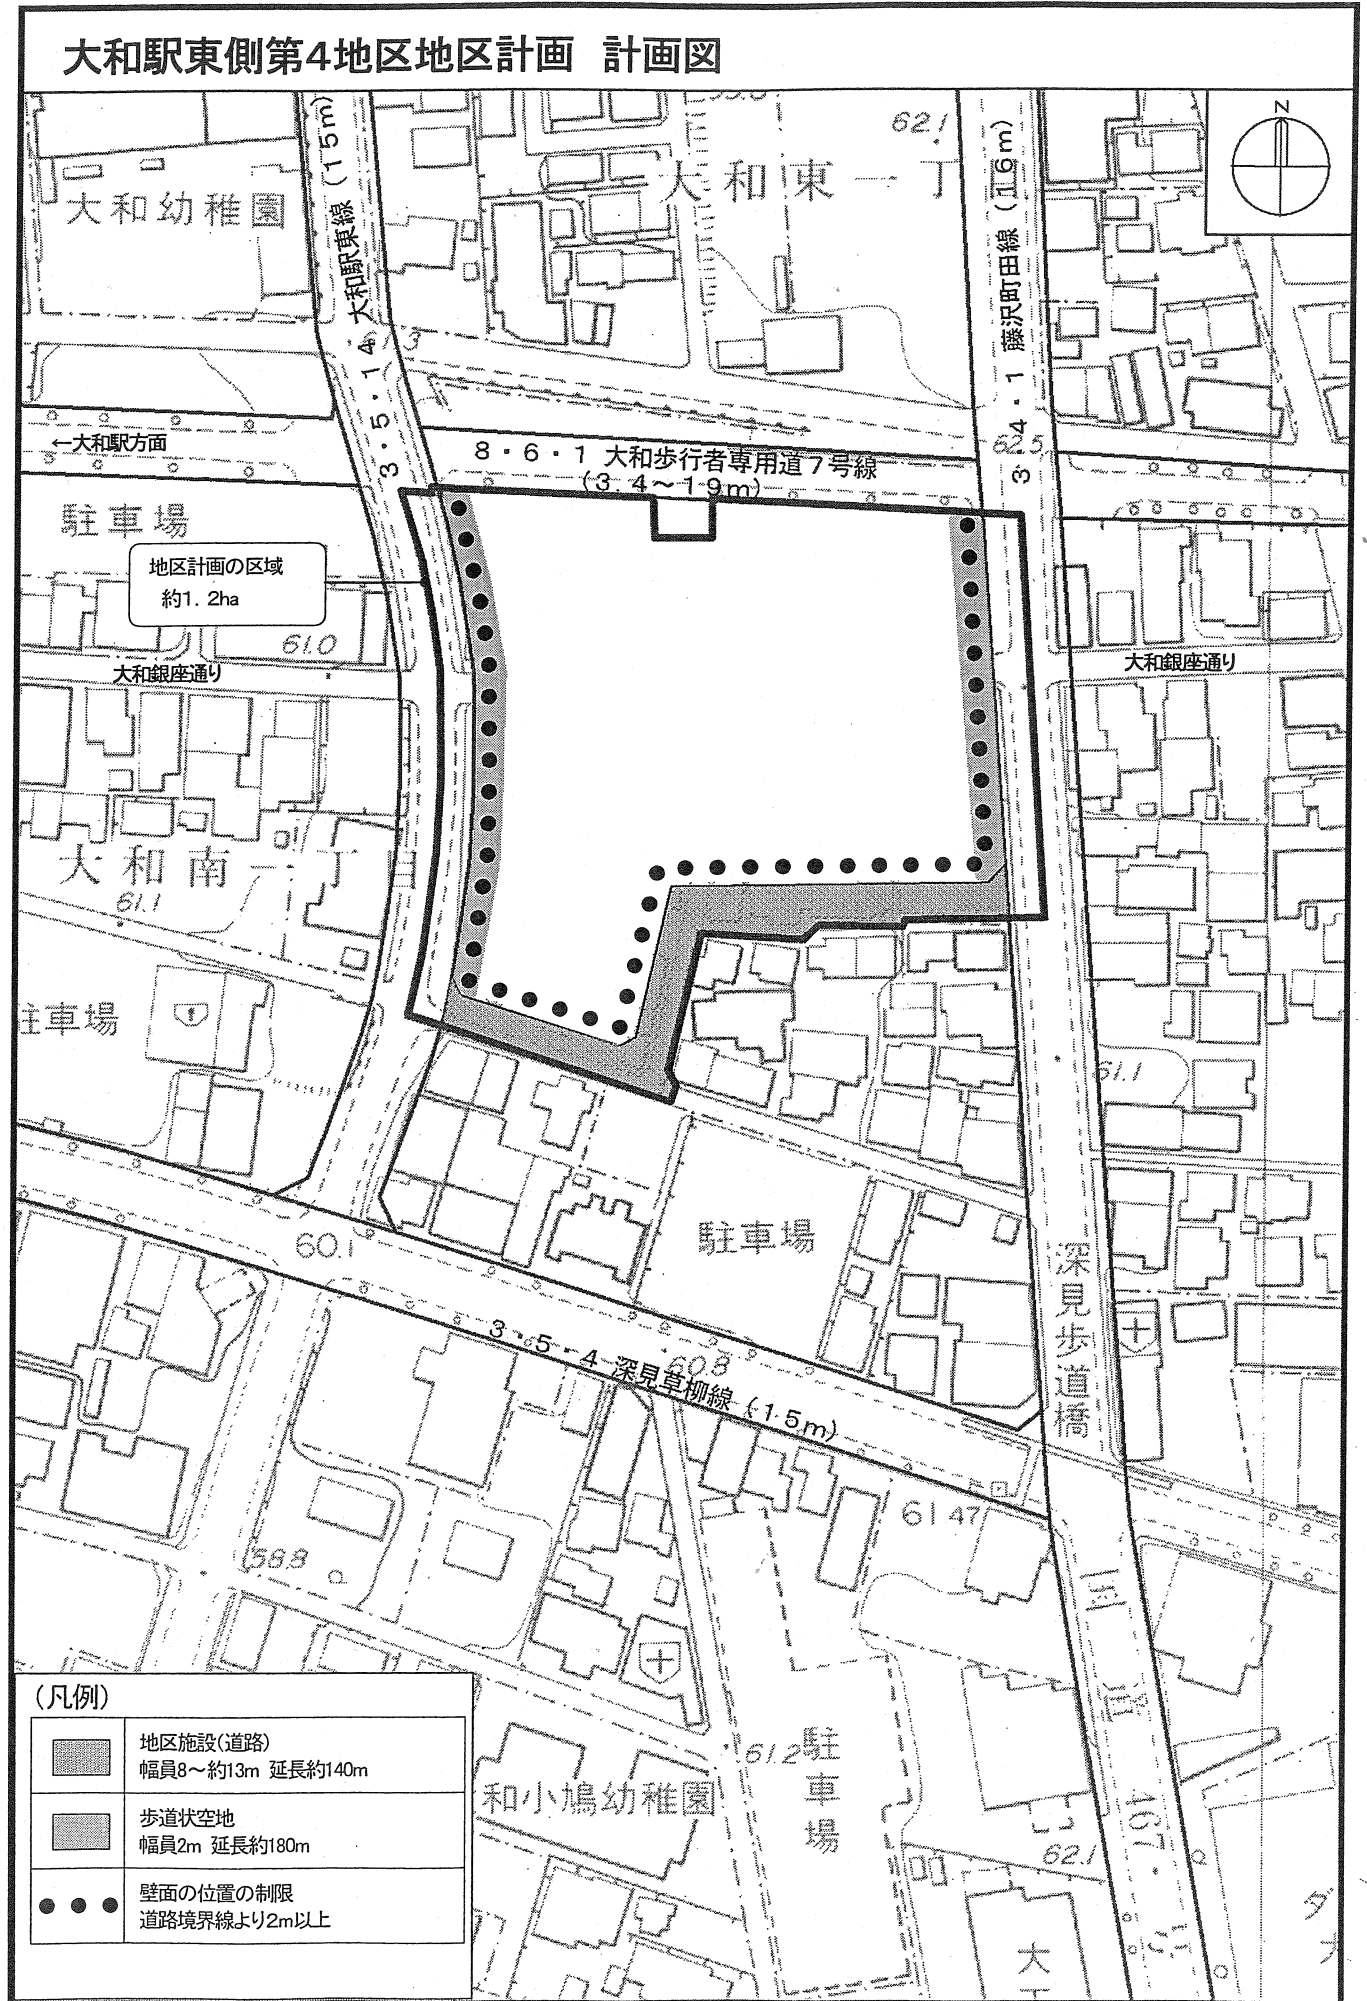 大和駅東側第4地区地区計画 計画図
N
62.1
大和東一丁
大和幼稚園
3・5・14 大和駅東線 (15m)
3・4・1 藤沢町田線 (16m)
62.5
←大和駅方面
8・6・1 大和歩行者専用道7号線
(3.4～19m)
駐車場
地区計画の区域
約1.2ha
61.0
大和銀座通り
大和銀座通り
大和南一丁目
61.1
駐車場
61.1
駐車場
60.1
深見歩道橋
3・5・4 深見草柳線 (15m)
60.8
61.47
58.8
国道 467
61.2
駐車場
和小鳩幼稚園
62.1
大
(凡例)
地区施設(道路)
幅員8～約13m 延長約140m
歩道状空地
幅員2m 延長約180m
壁面の位置の制限
道路境界線より2m以上